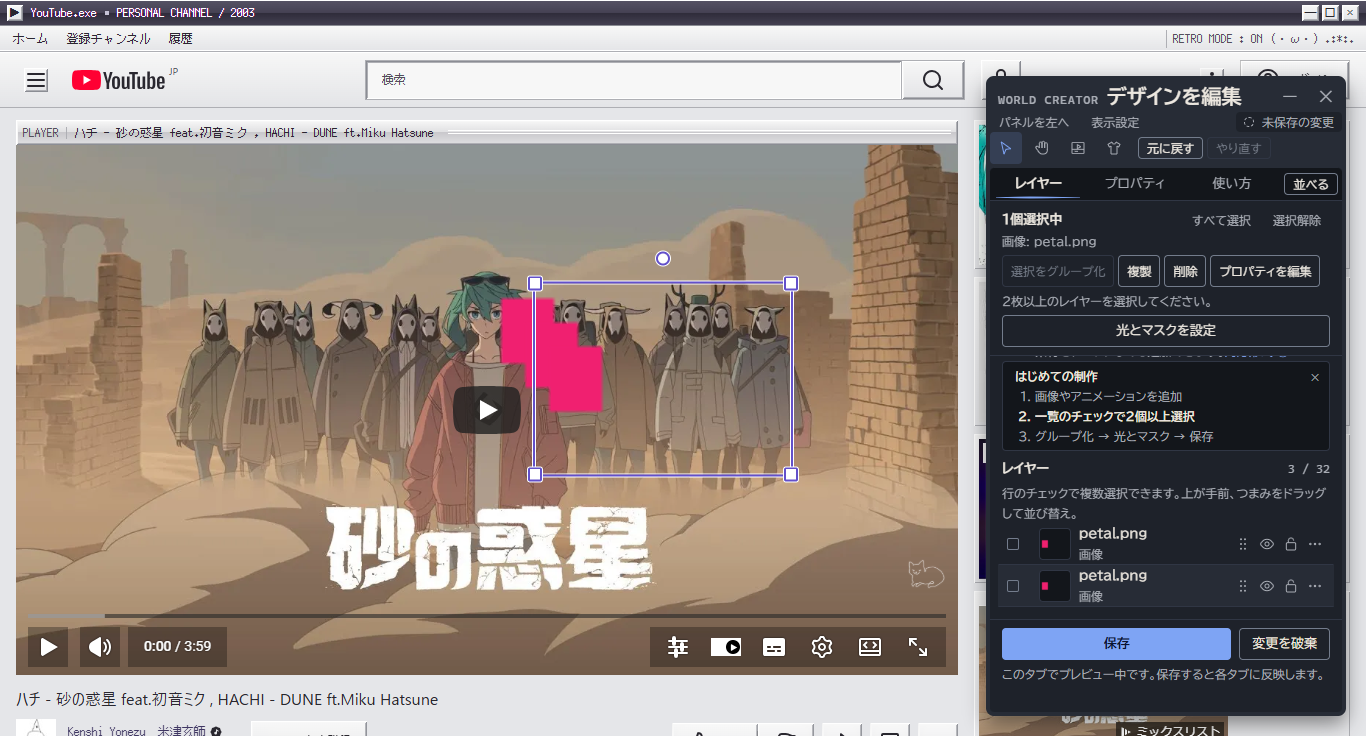 YouTube.exe ▪ PERSONAL CHANNEL / 2003
ホーム 登録チャンネル 履歴
RETRO MODE : ON (・ω・) .:*:.
YouTube JP
検索
PLAYER ハチ - 砂の惑星 feat.初音ミク , HACHI - DUNE ft.Miku Hatsune
砂の惑星
0:00 / 3:59
ハチ - 砂の惑星 feat.初音ミク , HACHI - DUNE ft.Miku Hatsune
Kenshi Yonezu 米津玄師
WORLD CREATOR デザインを編集
パネルを左へ 表示設定 未保存の変更
元に戻す やり直す
レイヤー プロパティ 使い方 並べる
1個選択中 すべて選択 選択解除
画像: petal.png
選択をグループ化 複製 削除 プロパティを編集
2枚以上のレイヤーを選択してください。
光とマスクを設定
はじめての制作
1. 画像やアニメーションを追加
2. 一覧のチェックで2個以上選択
3. グループ化 → 光とマスク → 保存
レイヤー 3 / 32
行のチェックで複数選択できます。上が手前、つまみをドラッグ
して並び替え。
petal.png
画像
petal.png
画像
保存 変更を破棄
このタブでプレビュー中です。保存すると各タブに反映します。
ミックスリスト